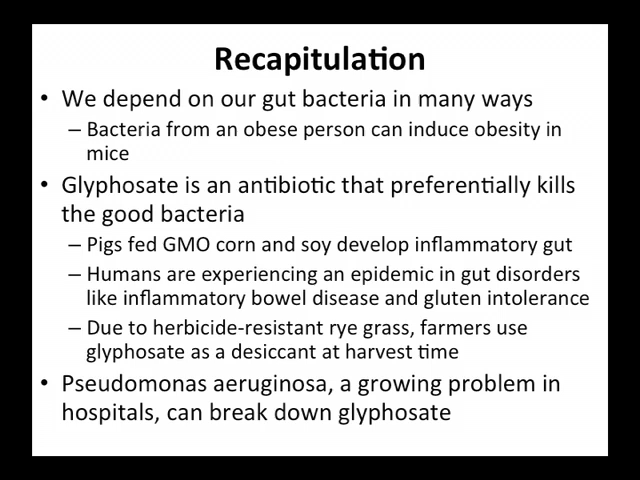 Recapitulation
• We depend on our gut bacteria in many ways
– Bacteria from an obese person can induce obesity in
mice
• Glyphosate is an antibiotic that preferentially kills
the good bacteria
– Pigs fed GMO corn and soy develop inflammatory gut
– Humans are experiencing an epidemic in gut disorders
like inflammatory bowel disease and gluten intolerance
– Due to herbicide-resistant rye grass, farmers use
glyphosate as a desiccant at harvest time
• Pseudomonas aeruginosa, a growing problem in
hospitals, can break down glyphosate